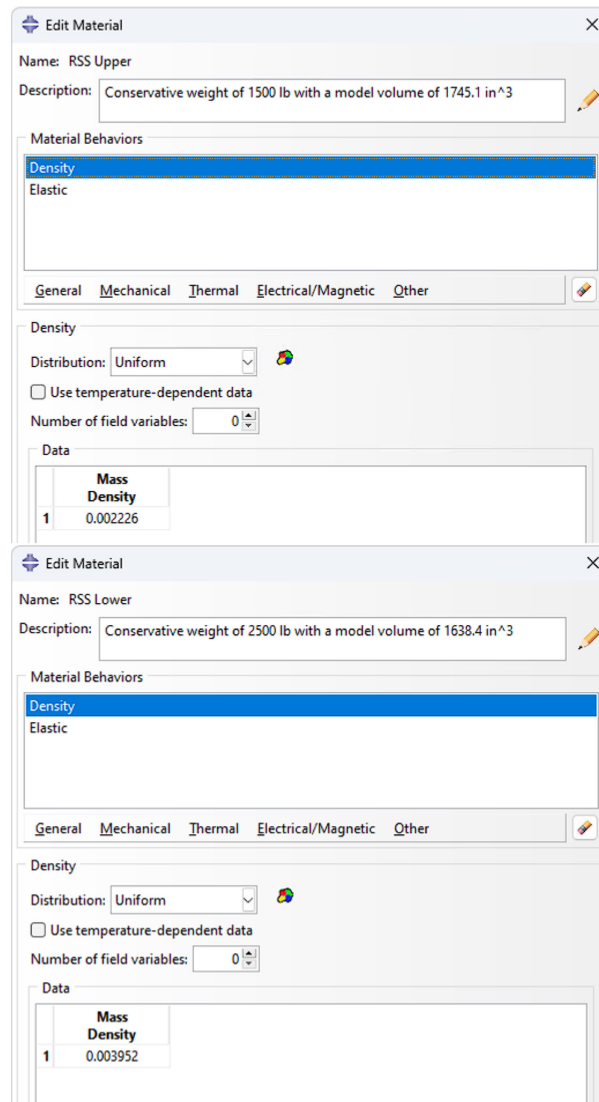 Edit Material
Name: RSS Upper
Description: Conservative weight of 1500 lb with a model volume of 1745.1 in^3
Material Behaviors
Density
Elastic
General Mechanical Thermal Electrical/Magnetic Other
Density
Distribution: Uniform
Use temperature-dependent data
Number of field variables: 0
Data
Mass
Density
1 0.002226
Edit Material
Name: RSS Lower
Description: Conservative weight of 2500 lb with a model volume of 1638.4 in^3
Material Behaviors
Density
Elastic
General Mechanical Thermal Electrical/Magnetic Other
Density
Distribution: Uniform
Use temperature-dependent data
Number of field variables: 0
Data
Mass
Density
1 0.003952